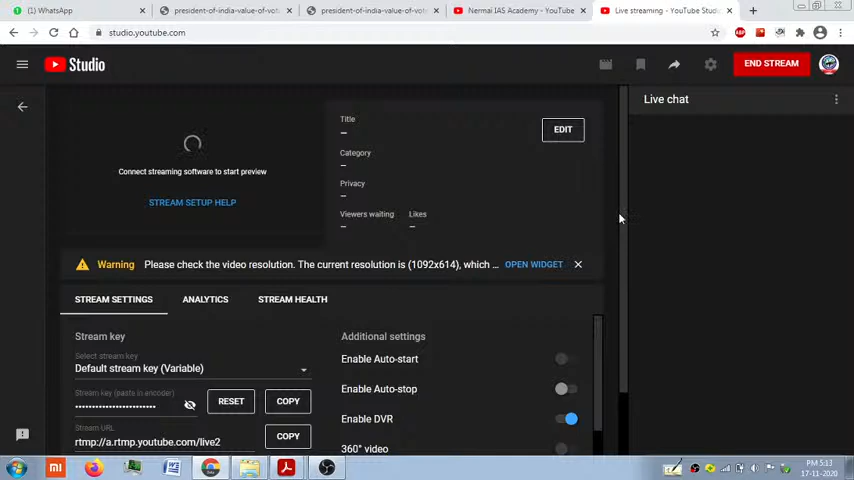 (1) WhatsApp
president-of-india-value-of-vot
president-of-india-value-of-vot
Nermai IAS Academy - YouTube
Live streaming - YouTube Studio
studio.youtube.com
ABP
Studio
END STREAM
Live chat
Title
–
EDIT
Category
–
Connect streaming software to start preview
Privacy
–
STREAM SETUP HELP
Viewers waiting Likes
– –
Warning Please check the video resolution. The current resolution is (1092x614), which ... OPEN WIDGET
STREAM SETTINGS ANALYTICS STREAM HEALTH
Stream key
Additional settings
Select stream key
Default stream key (Variable)
Enable Auto-start
Enable Auto-stop
Stream key (paste in encoder)
••••••••••••••••••••••••
RESET COPY
Enable DVR
Stream URL
rtmp://a.rtmp.youtube.com/live2
COPY
360° video
PM 5:13
17-11-2020